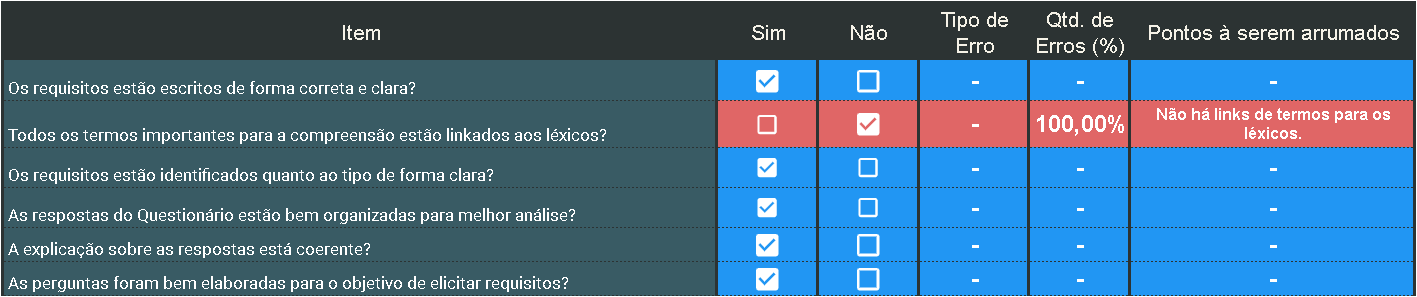 Item Sim Não Tipo de Erro Qtd. de Erros (%) Pontos à serem arrumados
Os requisitos estão escritos de forma correta e clara? - - -
Todos os termos importantes para a compreensão estão linkados aos léxicos? - 100,00% Não há links de termos para os léxicos.
Os requisitos estão identificados quanto ao tipo de forma clara? - - -
As respostas do Questionário estão bem organizadas para melhor análise? - - -
A explicação sobre as respostas está coerente? - - -
As perguntas foram bem elaboradas para o objetivo de elicitar requisitos? - - -